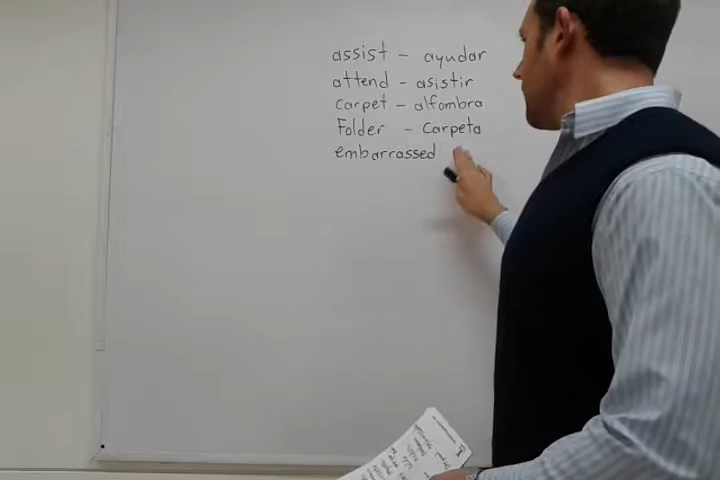 assist - ayudar
attend - asistir
carpet - alfombra
Folder - Carpeta
embarrassed